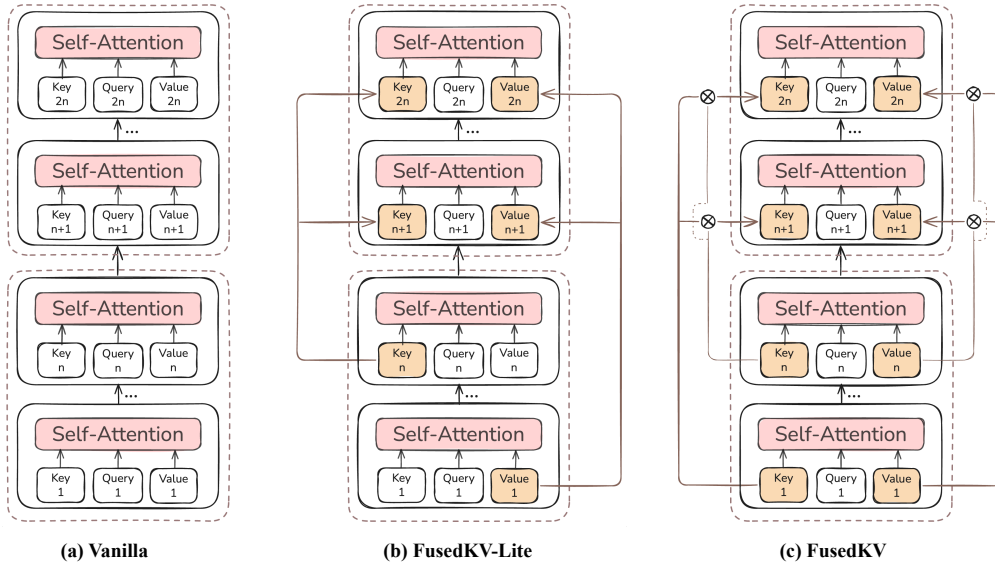 Self-Attention
Key 2n
Query 2n
Value 2n
...
Self-Attention
Key n+1
Query n+1
Value n+1
Self-Attention
Key n
Query n
Value n
...
Self-Attention
Key 1
Query 1
Value 1
(a) Vanilla
Self-Attention
Key 2n
Query 2n
Value 2n
...
Self-Attention
Key n+1
Query n+1
Value n+1
Self-Attention
Key n
Query n
Value n
...
Self-Attention
Key 1
Query 1
Value 1
(b) FusedKV-Lite
Self-Attention
Key 2n
Query 2n
Value 2n
...
Self-Attention
Key n+1
Query n+1
Value n+1
Self-Attention
Key n
Query n
Value n
...
Self-Attention
Key 1
Query 1
Value 1
(c) FusedKV